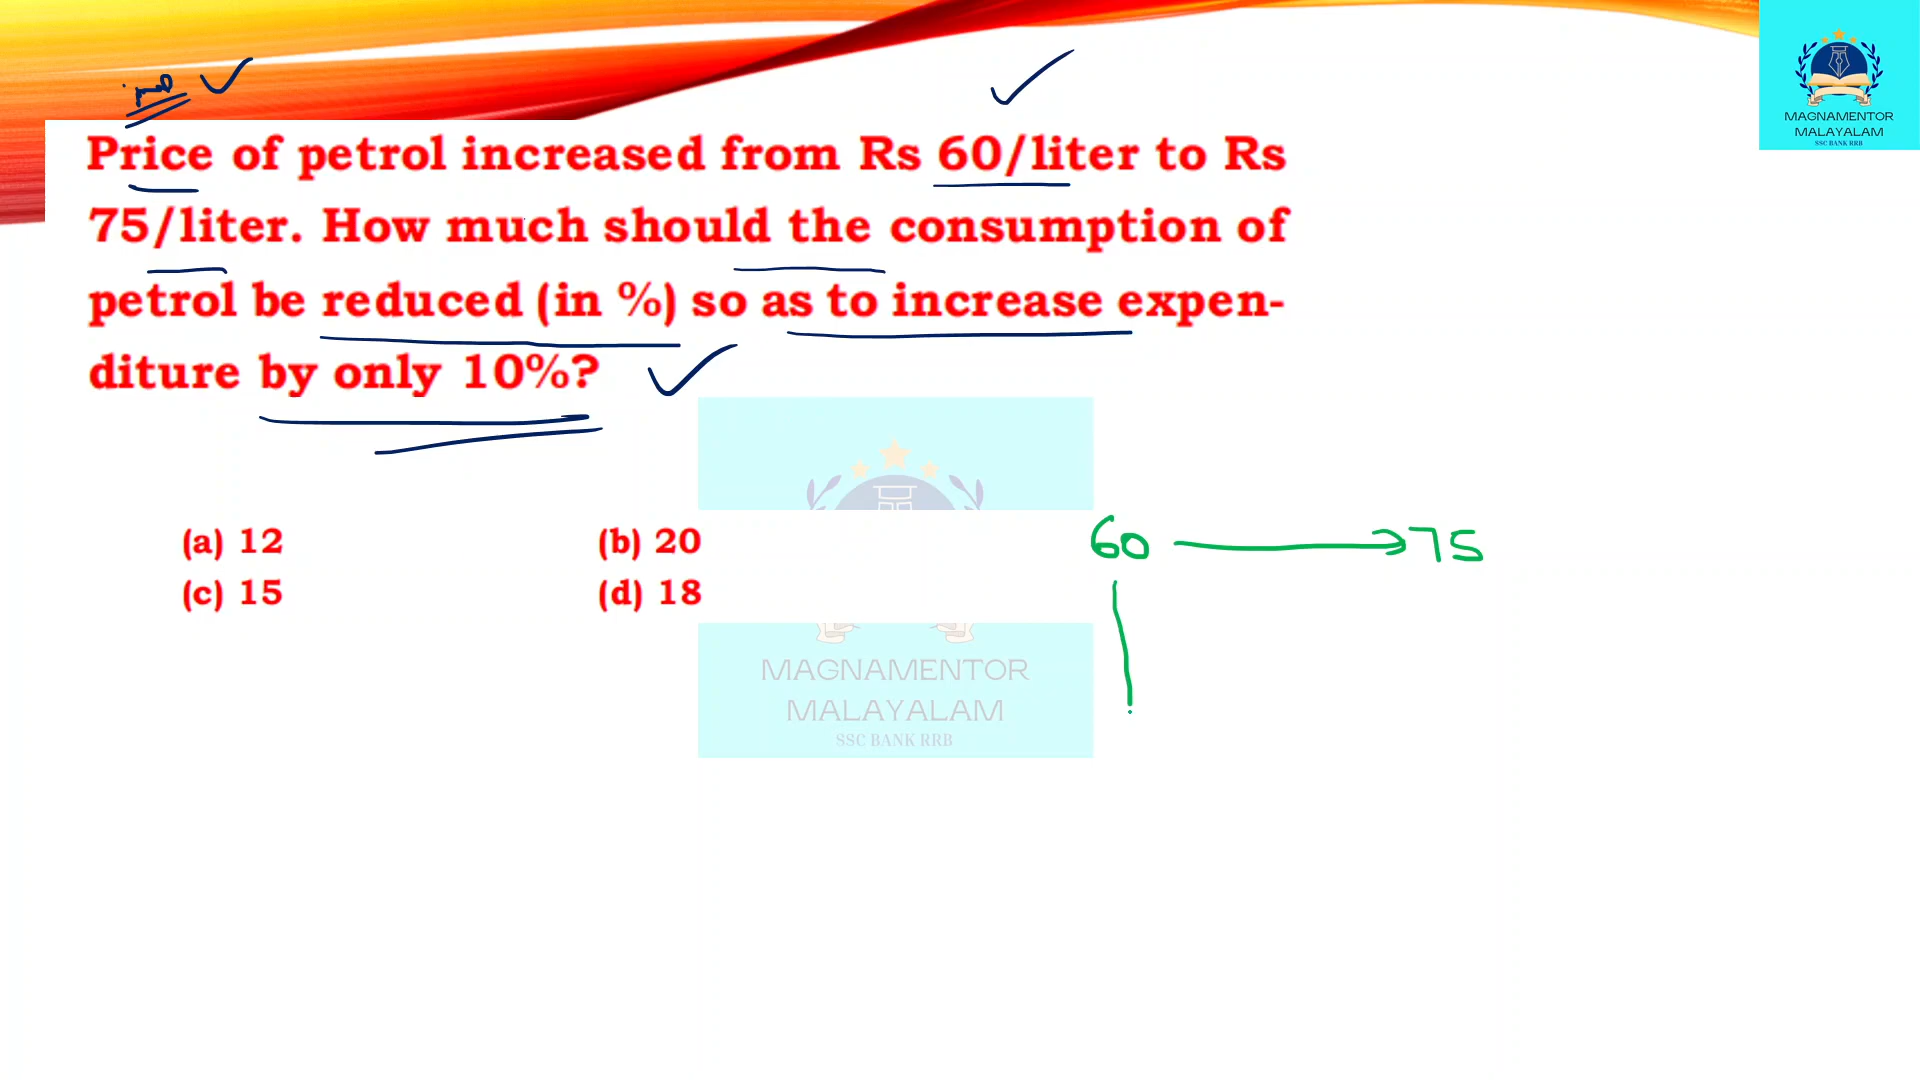 MAGNAMENTOR
MALAYALAM
SSC BANK RRB
Price of petrol increased from Rs 60/liter to Rs
75/liter. How much should the consumption of
petrol be reduced (in %) so as to increase expen-
diture by only 10%?
(a) 12 (b) 20
(c) 15 (d) 18
60 75
MAGNAMENTOR
MALAYALAM
SSC BANK RRB